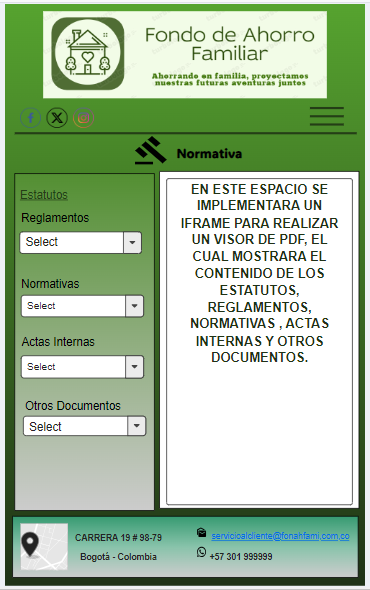 Fondo de Ahorro
Familiar
Ahorrando en familia, proyectamos
nuestras futuras aventuras juntos
Normativa
Estatutos
Reglamentos
Select
Normativas
Select
Actas Internas
Select
Otros Documentos
Select
EN ESTE ESPACIO SE
IMPLEMENTARA UN
IFRAME PARA REALIZAR
UN VISOR DE PDF, EL
CUAL MOSTRARA EL
CONTENIDO DE LOS
ESTATUTOS,
REGLAMENTOS,
NORMATIVAS , ACTAS
INTERNAS Y OTROS
DOCUMENTOS.
CARRERA 19 # 98-79
Bogotá - Colombia
servicioalcliente@fonahfami.com.co
+57 301 999999